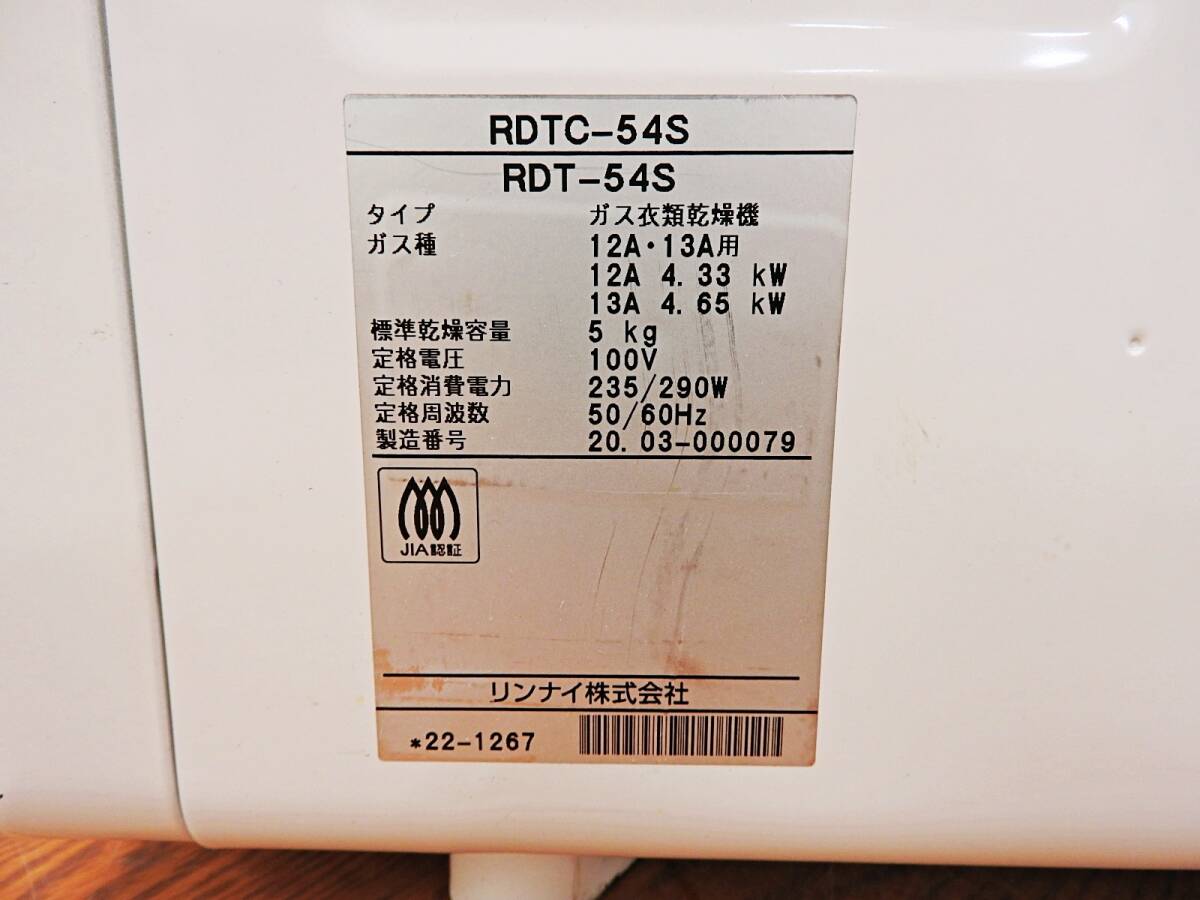 RDTC-54S
RDT-54S
タイプ ガス衣類乾燥機
ガス種 12A・13A用
12A 4.33 kW
13A 4.65 kW
標準乾燥容量 5 kg
定格電圧 100V
定格消費電力 235/290W
定格周波数 50/60Hz
製造番号 20.03-000079
JIA認証
リンナイ株式会社
*22-1267